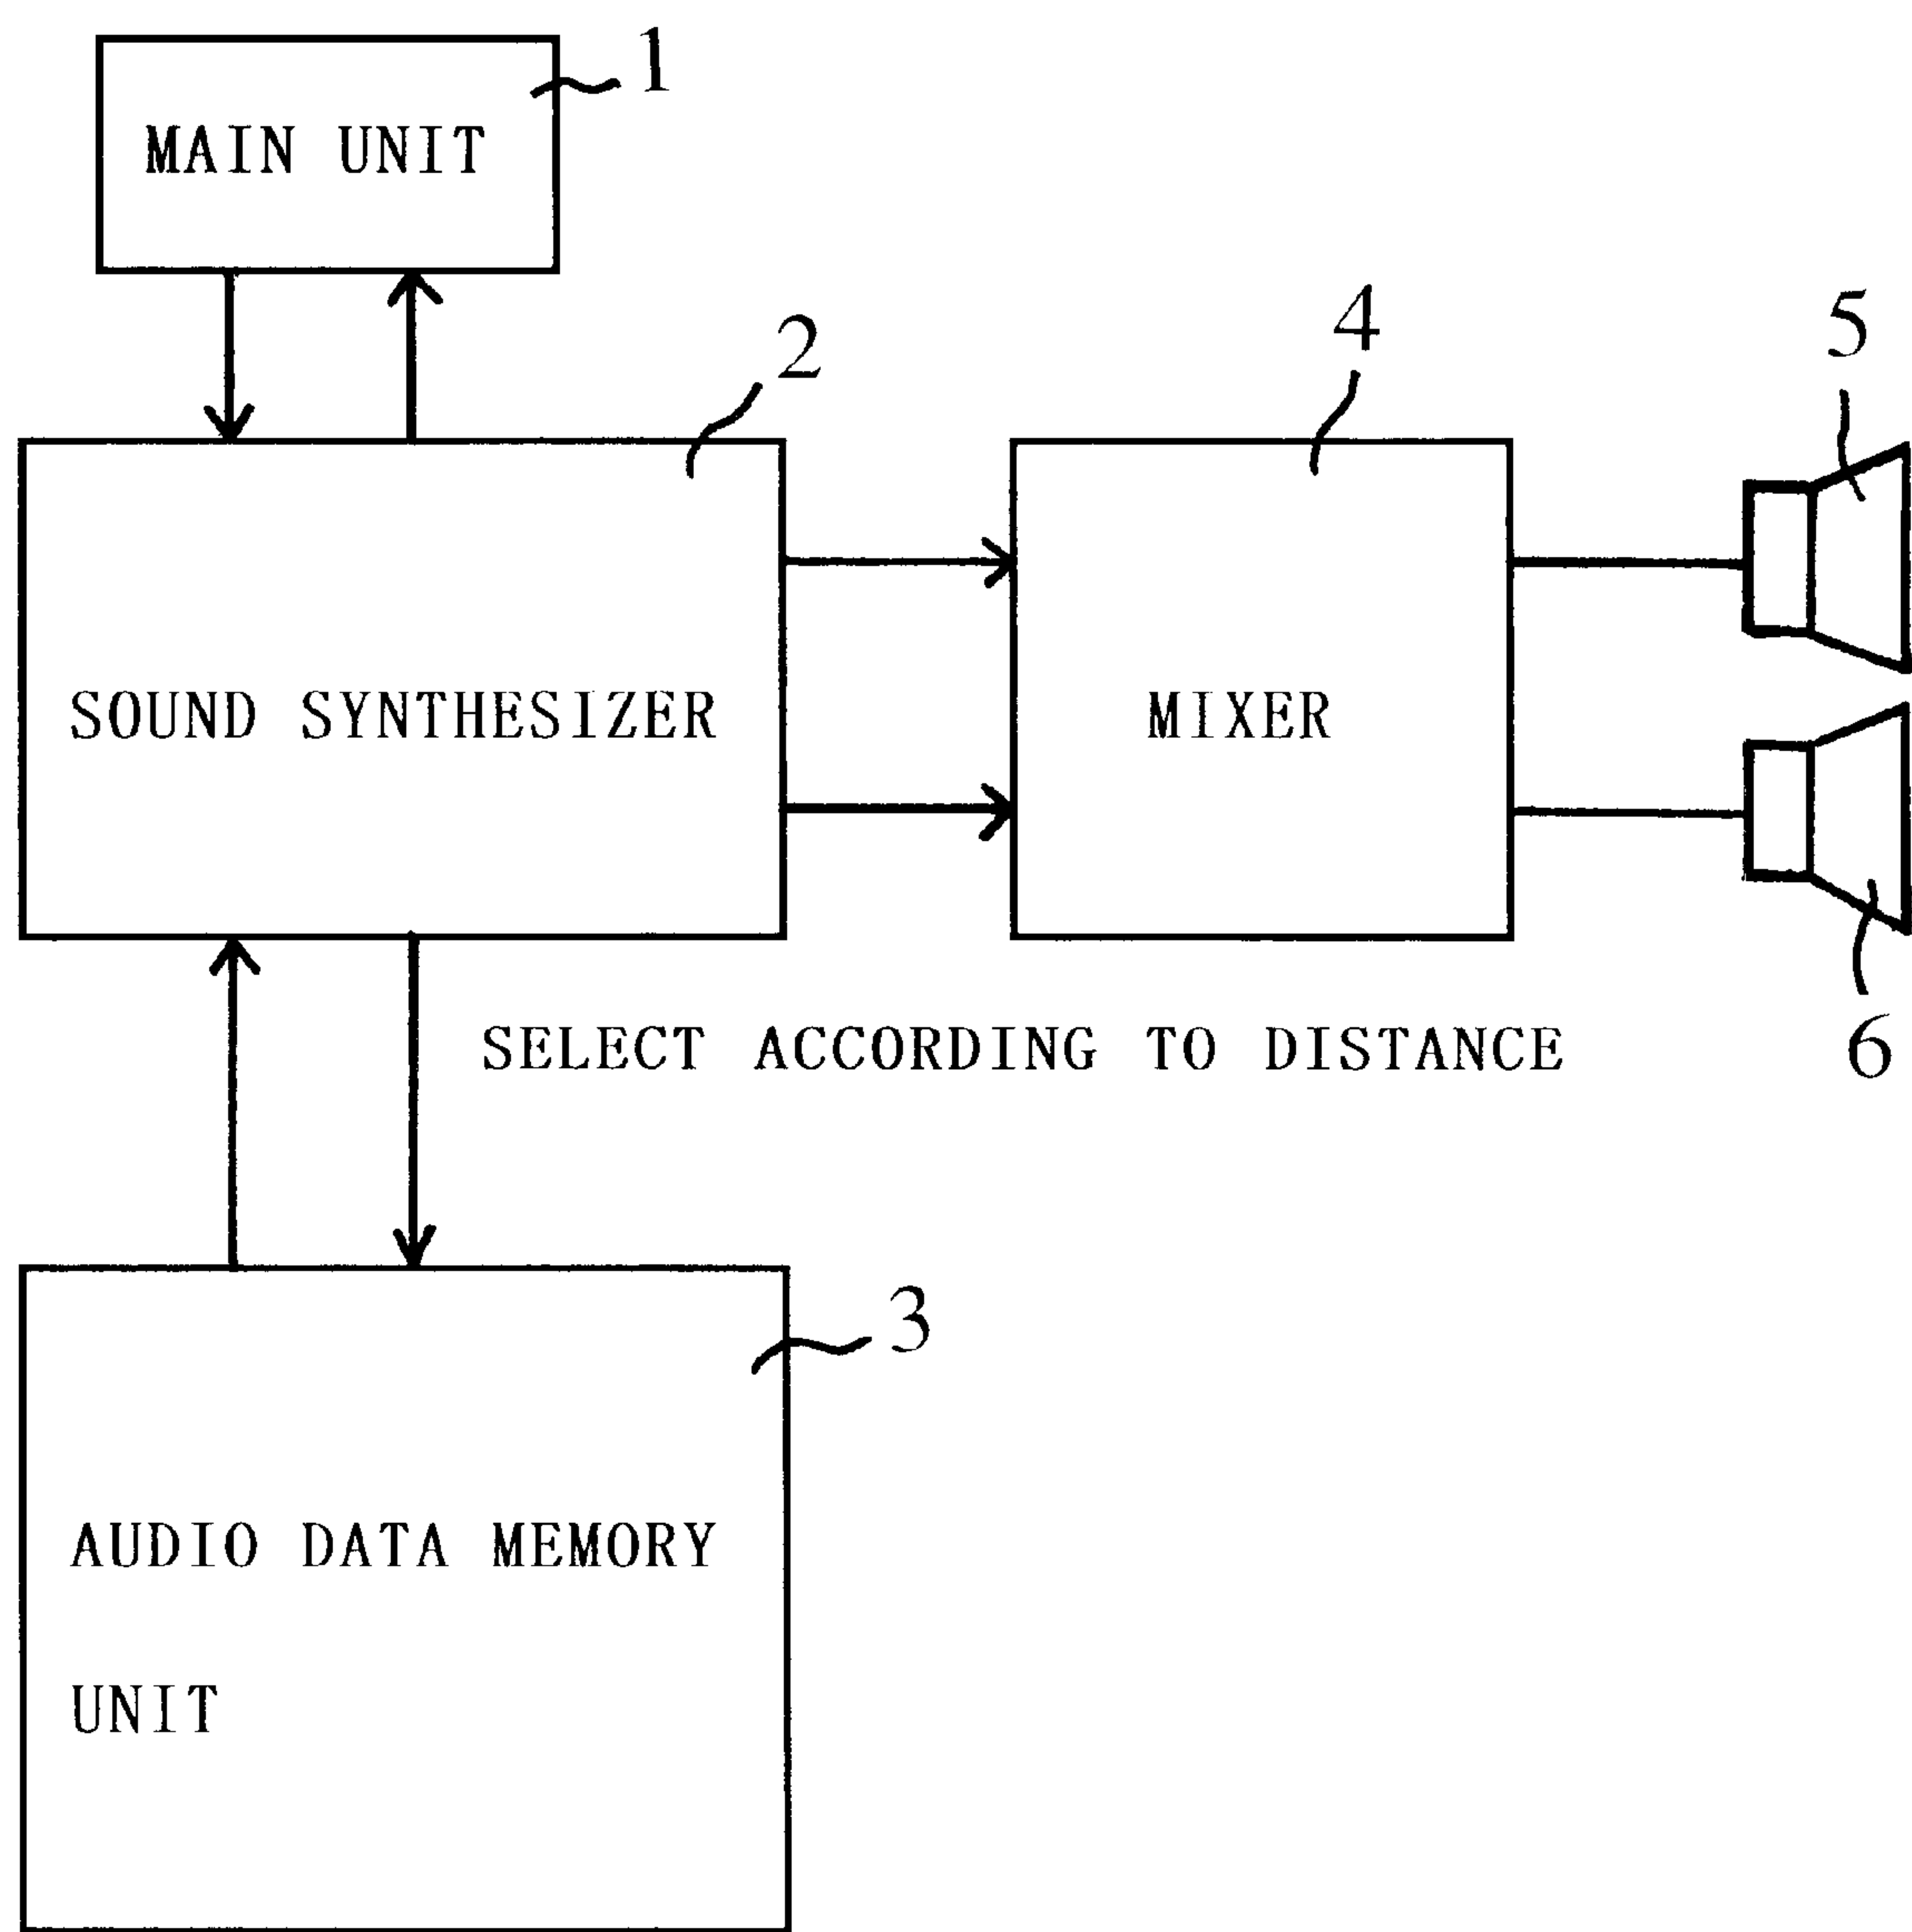 1
MAIN UNIT
2
4
5
SOUND SYNTHESIZER
MIXER
SELECT ACCORDING TO DISTANCE
6
3
AUDIO DATA MEMORY
UNIT